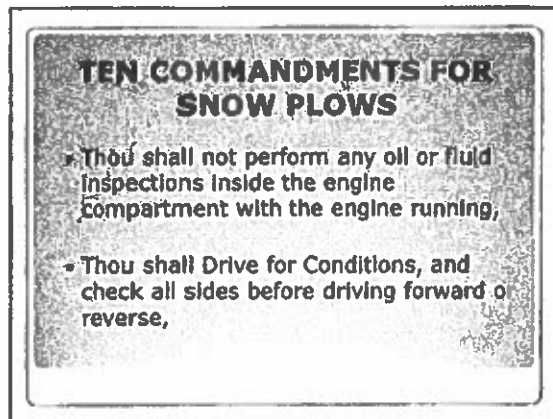 TEN COMMANDMENTS FOR
SNOW PLOWS
Thou shall not perform any oil or fluid
inspections inside the engine
compartment with the engine running,
Thou shall Drive for Conditions, and
check all sides before driving forward o
reverse,